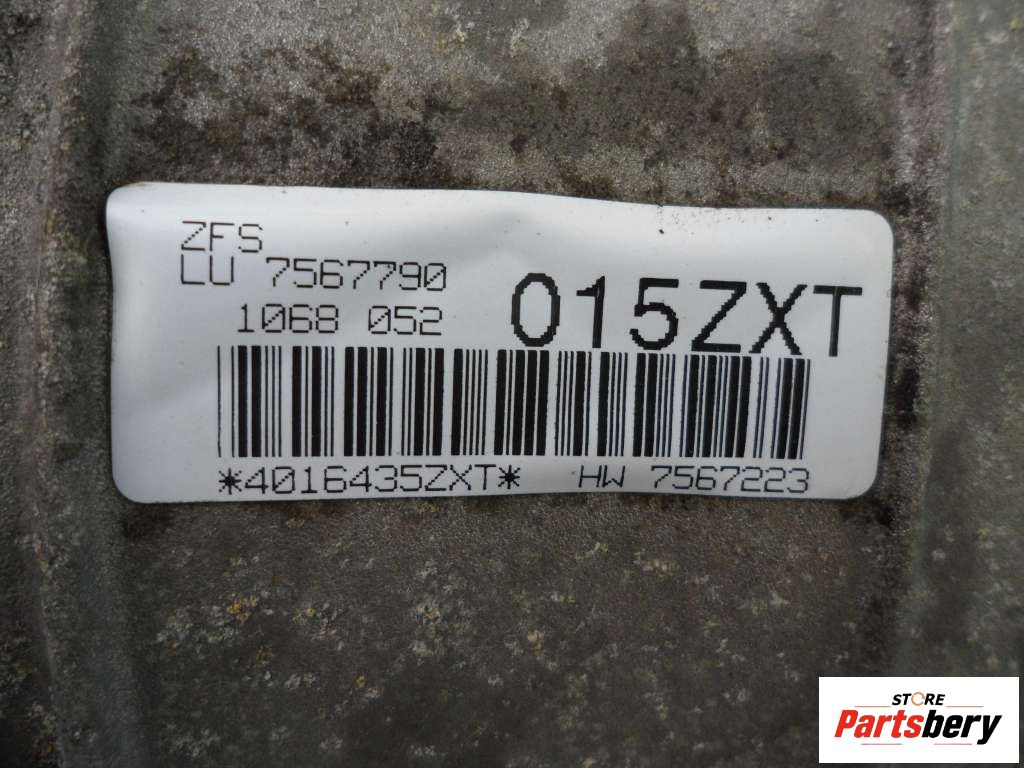 ZFS
LU 7567790
1068 052
015ZXT
*4016435ZXT* HW 7567223
STORE
Partsbery